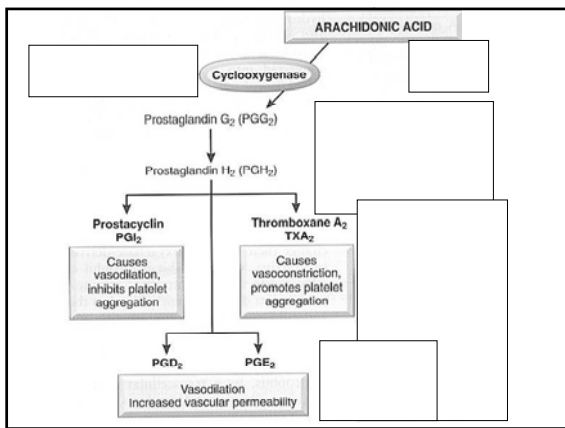 ARACHIDONIC ACID
Cyclooxygenase
Prostaglandin G₂ (PGG₂)
Prostaglandin H₂ (PGH₂)
Prostacyclin
PGI₂
Causes
vasodilation,
inhibits platelet
aggregation
Thromboxane A₂
TXA₂
Causes
vasoconstriction,
promotes platelet
aggregation
PGD₂
PGE₂
Vasodilation
Increased vascular permeability